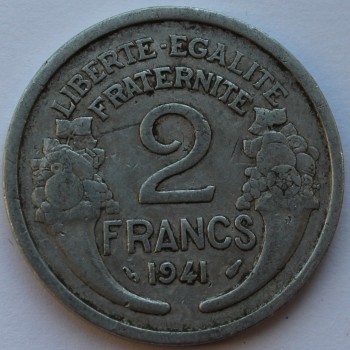 LIBERTE·EGALITE
FRATERNITE
2
FRANCS
1941